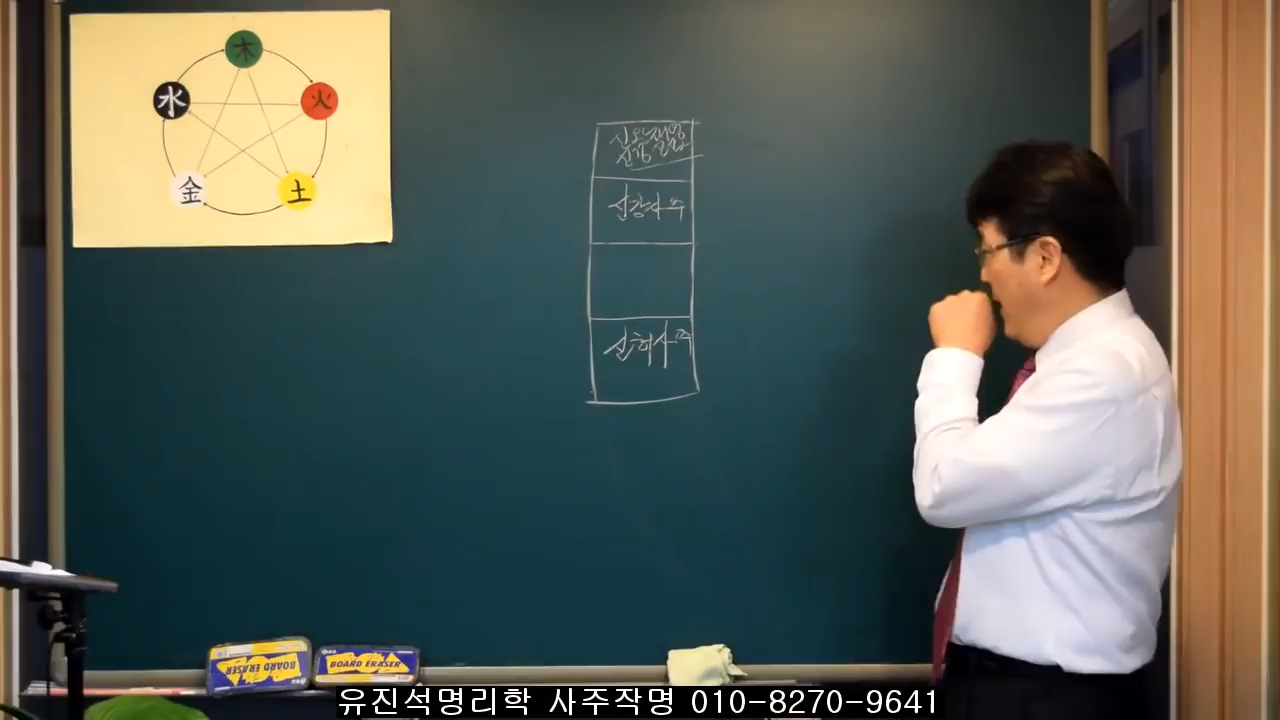 木
水
火
金
土
신강사주
신허사주
BOARD ERASER
BOARD ERASER
유진석명리학 사주작명 010-8270-9641